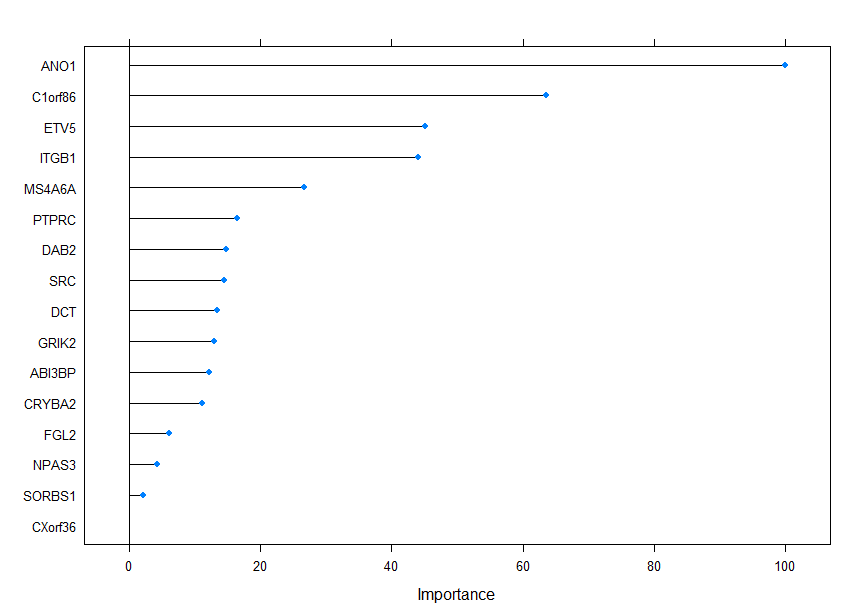 ANO1
C1orf86
ETV5
ITGB1
MS4A6A
PTPRC
DAB2
SRC
DCT
GRIK2
ABI3BP
CRYBA2
FGL2
NPAS3
SORBS1
CXorf36
0 20 40 60 80 100
Importance